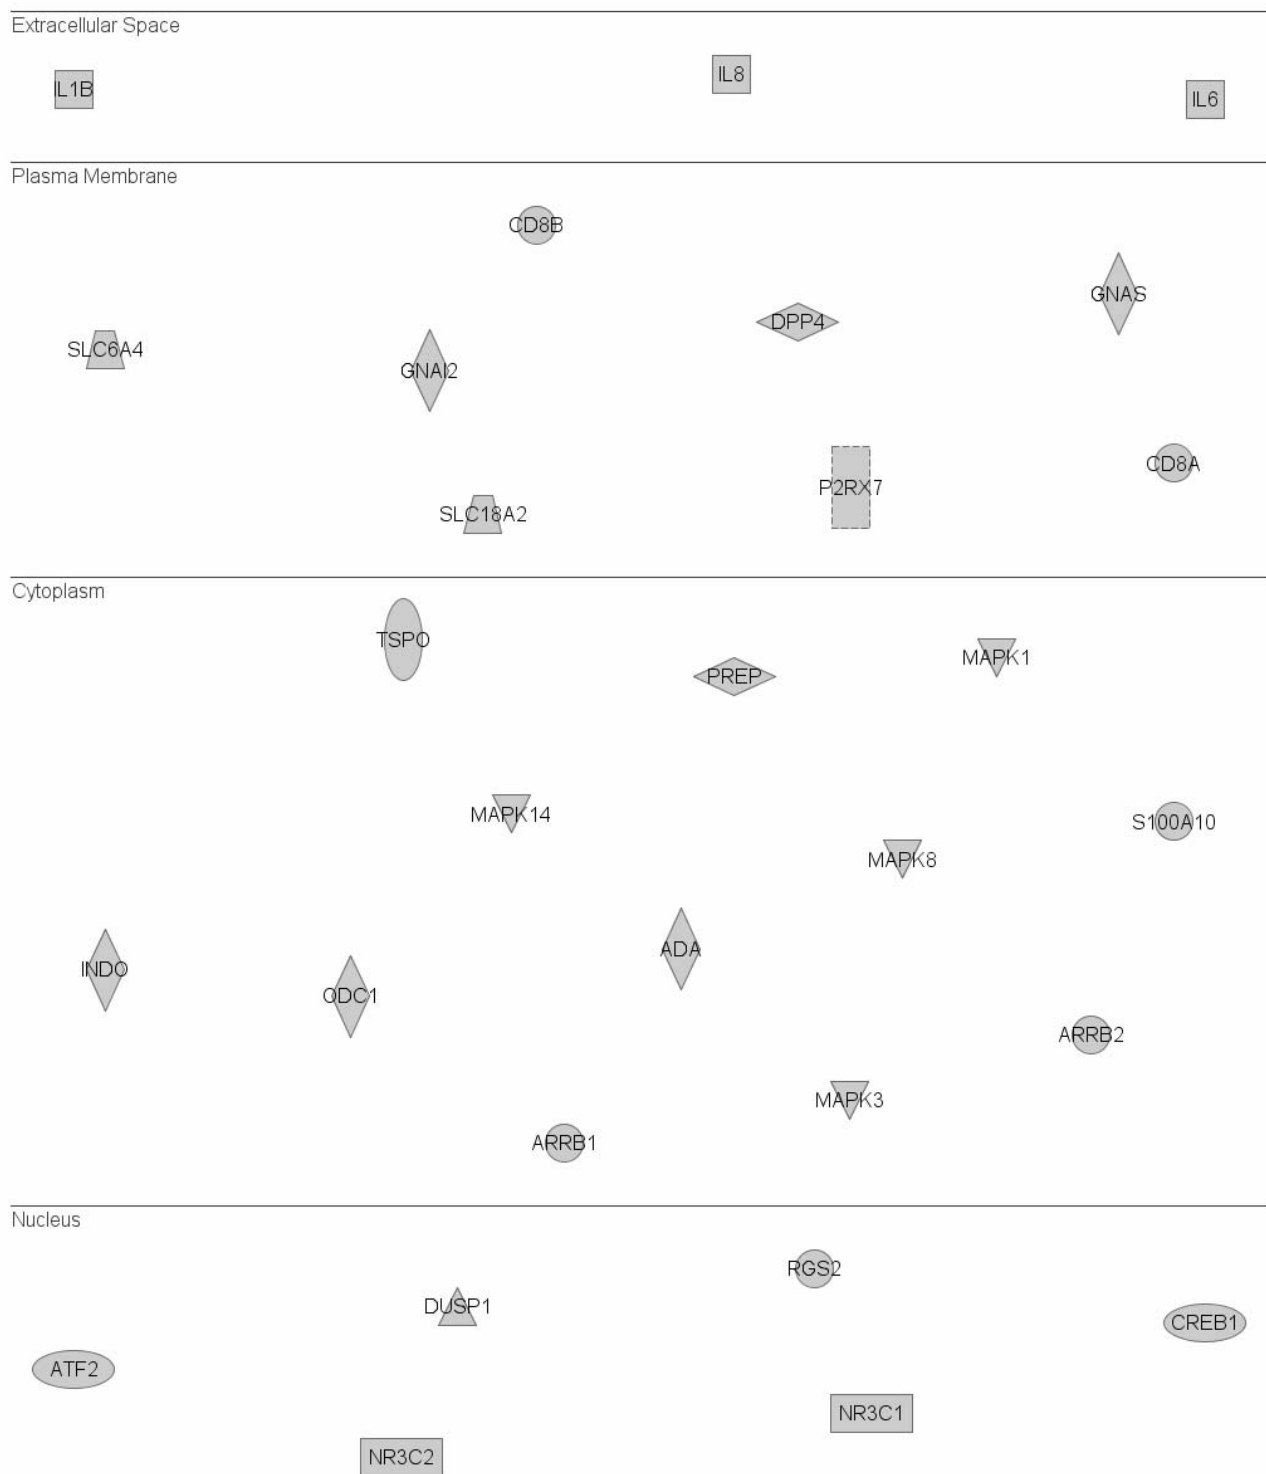 Extracellular Space
IL8
IL1B
IL6
Plasma Membrane
CD8B
GNAS
DPP4
SLC6A4
GNAI2
CD8A
P2RX7
SLC18A2
Cytoplasm
TSPO
MAPK1
PREP
MAPK14
S100A10
MAPK8
ADA
INDO
ODC1
ARRB2
MAPK3
ARRB1
Nucleus
RGS2
DUSP1
CREB1
ATF2
NR3C1
NR3C2